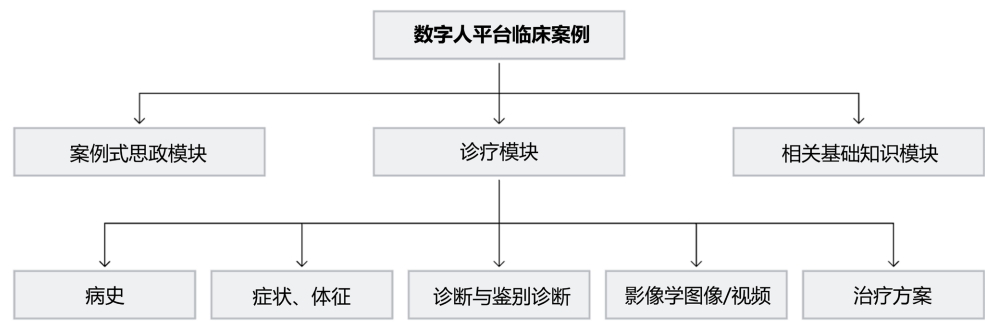 数字人平台临床案例
案例式思政模块
诊疗模块
相关基础知识模块
病史
症状、体征
诊断与鉴别诊断
影像学图像/视频
治疗方案